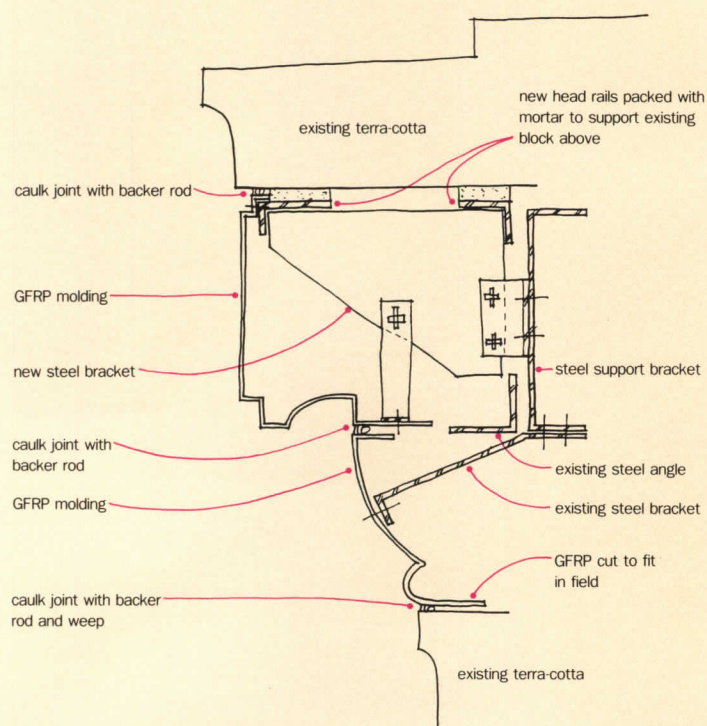 existing terra-cotta
new head rails packed with
mortar to support existing
block above
caulk joint with backer rod
GFRP molding
new steel bracket
steel support bracket
caulk joint with
backer rod
existing steel angle
GFRP molding
existing steel bracket
GFRP cut to fit
in field
caulk joint with backer
rod and weep
existing terra-cotta